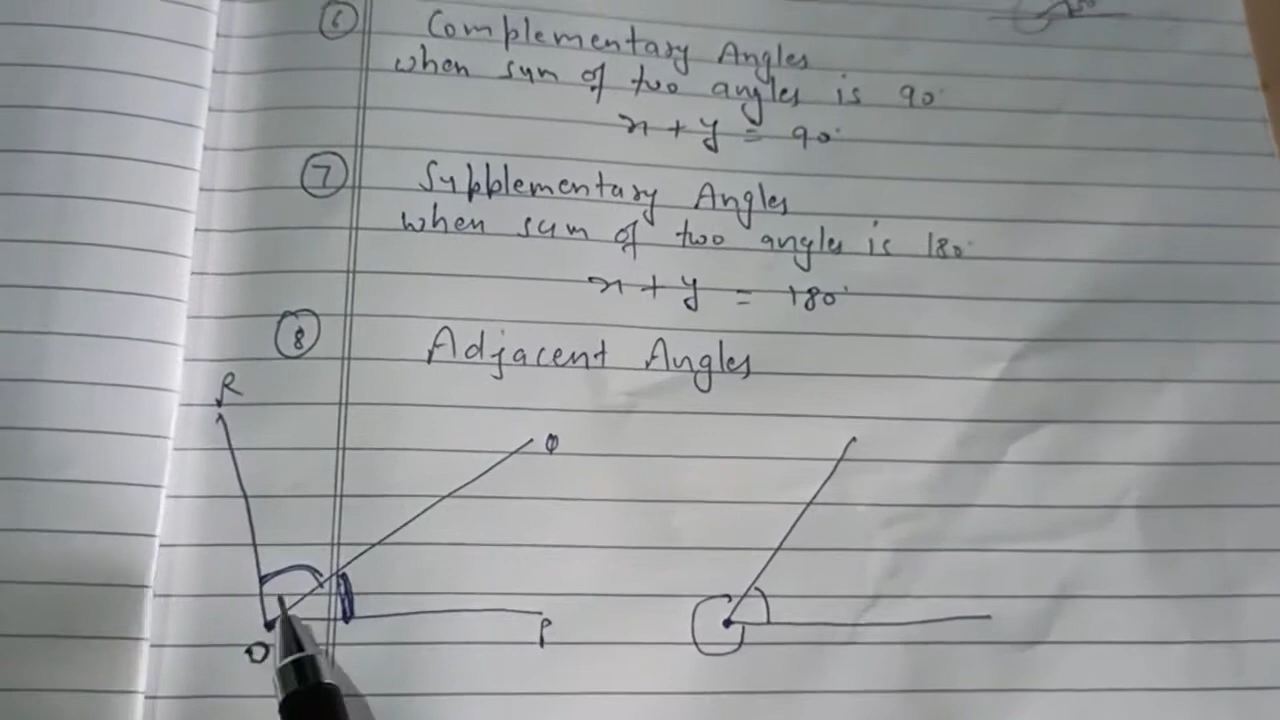 6 Complementary Angles
when sum of two angles is 90°
x + y = 90°
7 Supplementary Angles
when sum of two angles is 180°
x + y = 180°
8 Adjacent Angles
R
Q
O
P